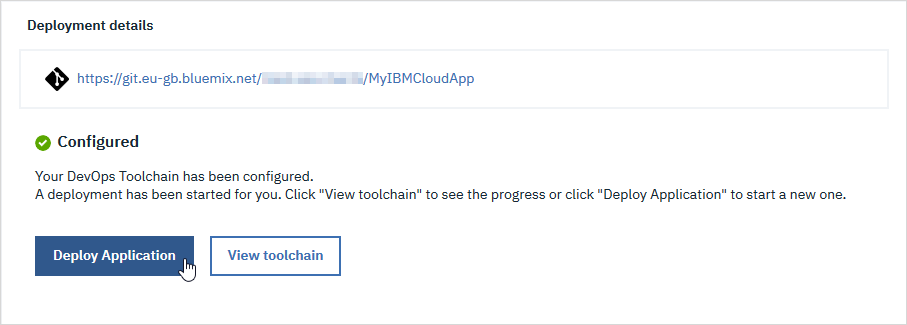 Deployment details
https://git.eu-gb.bluemix.net/ /MyIBMCloudApp
Configured
Your DevOps Toolchain has been configured.
A deployment has been started for you. Click "View toolchain" to see the progress or click "Deploy Application" to start a new one.
Deploy Application View toolchain